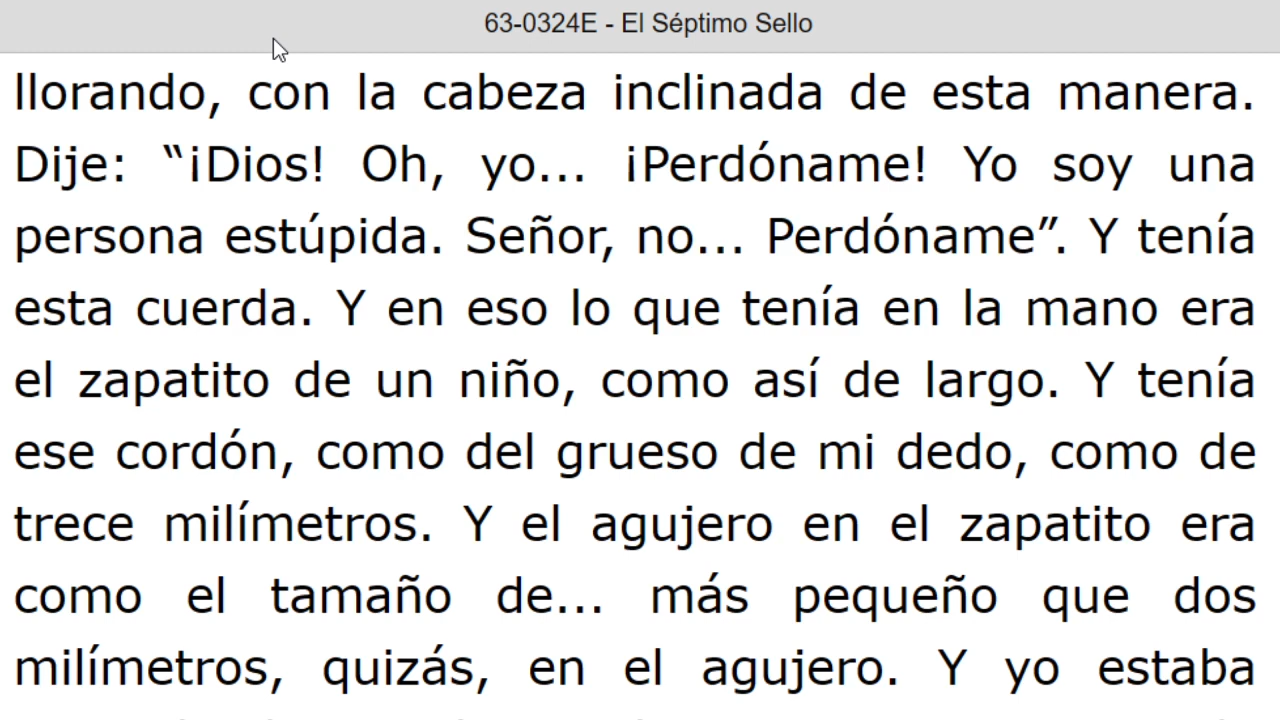 63-0324E - El Séptimo Sello
llorando, con la cabeza inclinada de esta manera.
Dije: “¡Dios! Oh, yo... ¡Perdóname! Yo soy una
persona estúpida. Señor, no... Perdóname”. Y tenía
esta cuerda. Y en eso lo que tenía en la mano era
el zapatito de un niño, como así de largo. Y tenía
ese cordón, como del grueso de mi dedo, como de
trece milímetros. Y el agujero en el zapatito era
como el tamaño de... más pequeño que dos
milímetros, quizás, en el agujero. Y yo estaba